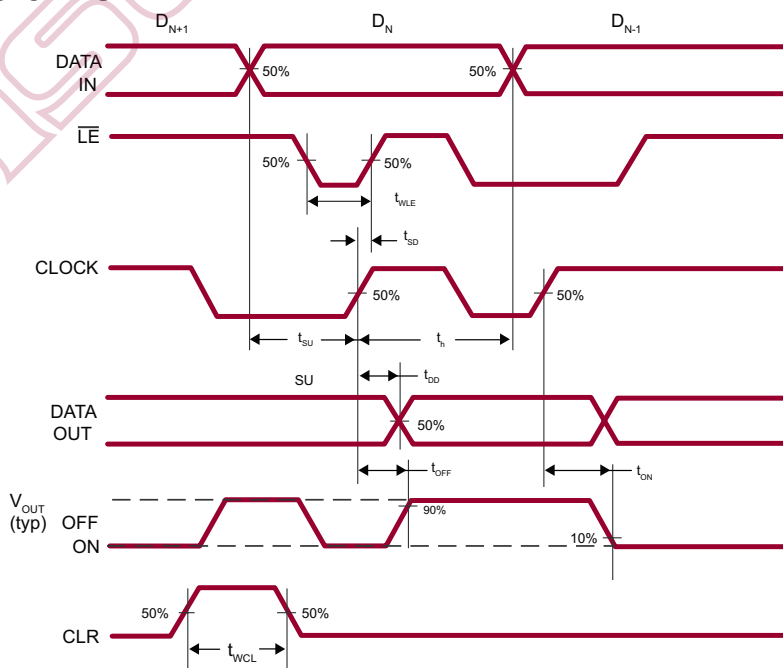 D_N+1 D_N D_N-1
DATA IN
50% 50%
LE
50% 50%
t_WLE
t_SD
CLOCK
50% 50%
t_SU t_h
SU t_DD
DATA OUT
50%
t_OFF t_ON
V_OUT (typ) OFF
90%
ON
10%
50% 50%
CLR
t_WCL